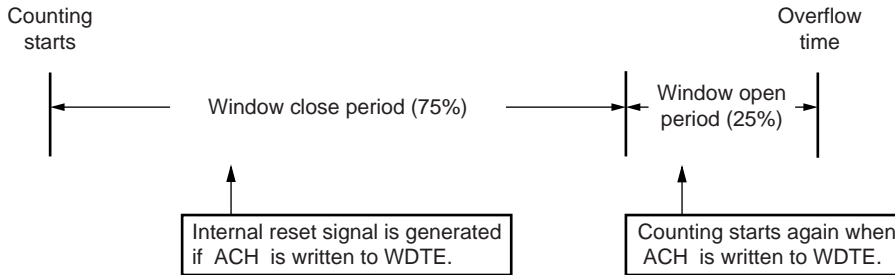 Counting
starts
Overflow
time
Window close period (75%)
Window open
period (25%)
Internal reset signal is generated
if ACH is written to WDTE.
Counting starts again when
ACH is written to WDTE.